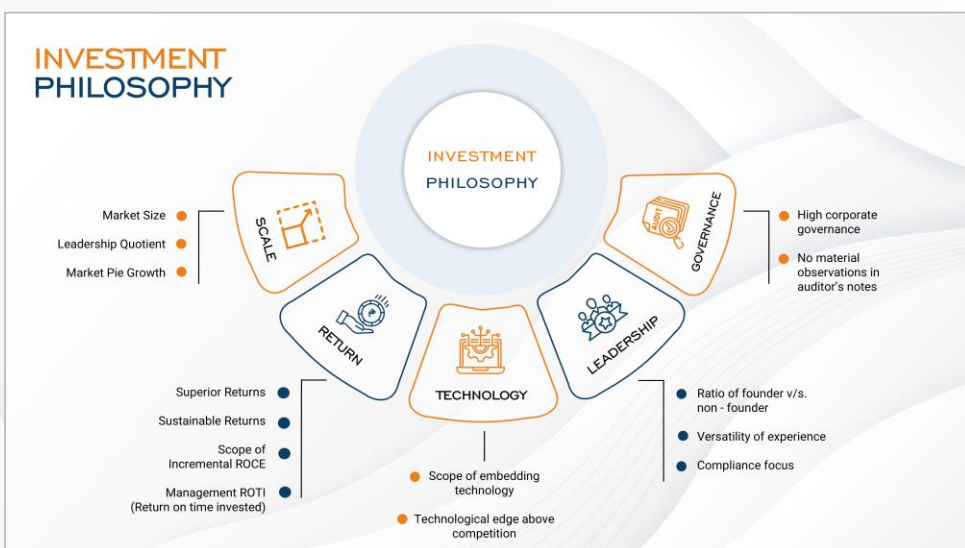 INVESTMENT
PHILOSOPHY
INVESTMENT
PHILOSOPHY
SCALE
Market Size
Leadership Quotient
Market Pie Growth
RETURN
₹
Superior Returns
Sustainable Returns
Scope of
Incremental ROCE
Management ROTI
(Return on time invested)
TECHNOLOGY
Scope of embedding
technology
Technological edge above
competition
LEADERSHIP
Ratio of founder v/s.
non - founder
Versatility of experience
Compliance focus
AUDIT
GOVERNANCE
High corporate
governance
No material
observations in
auditor's notes